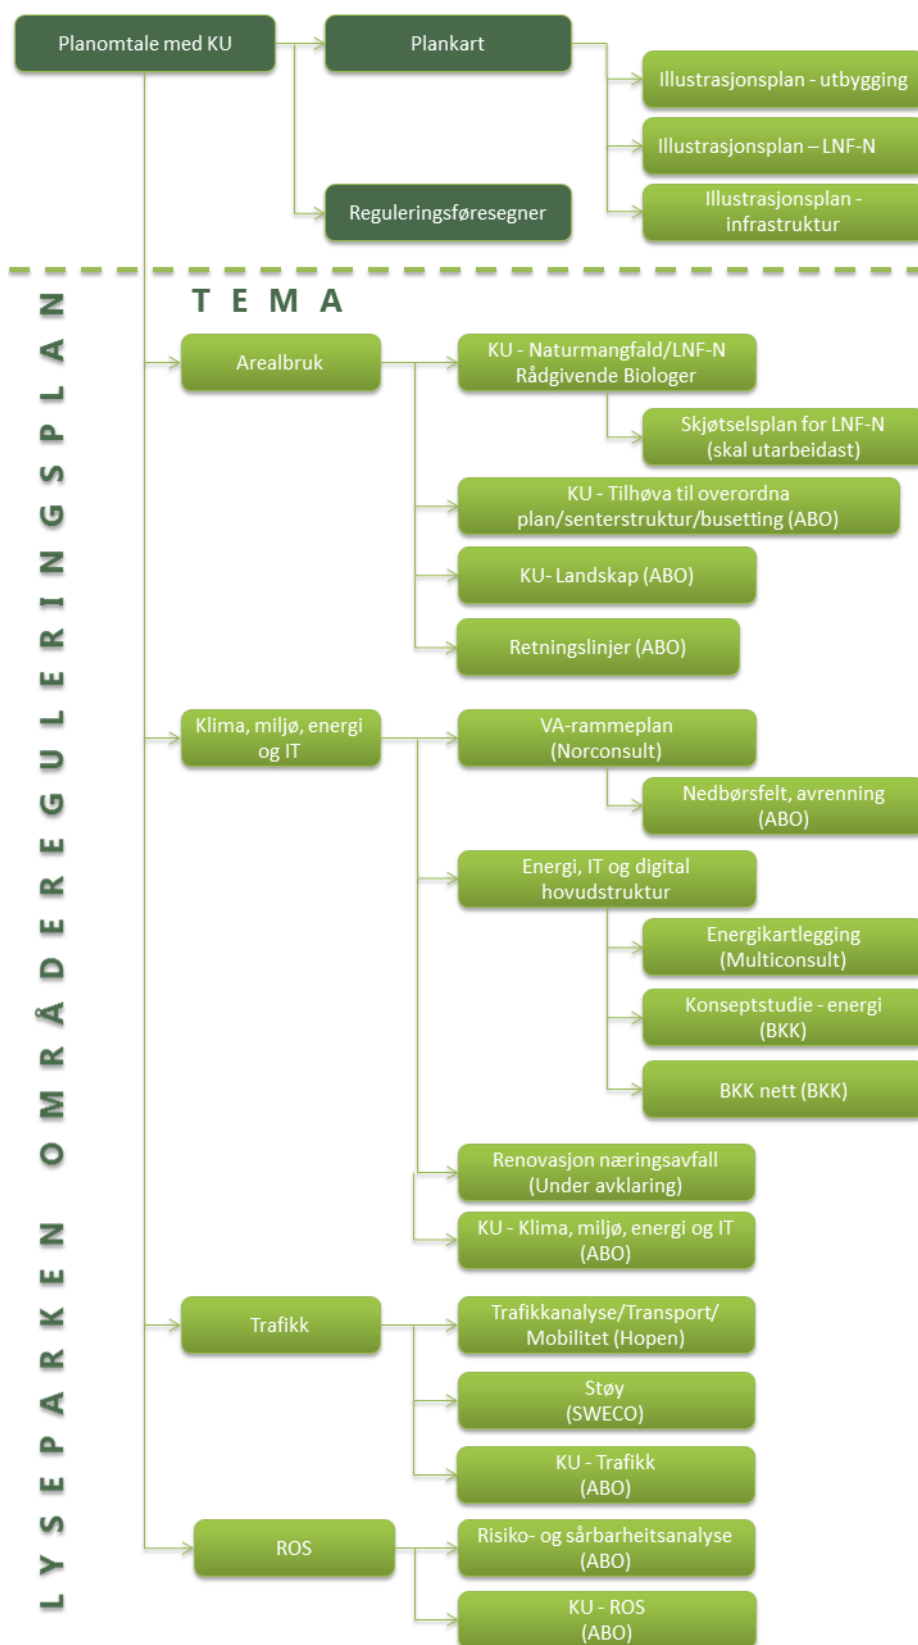 Planomtale med KU
Plankart
Illustrasjonsplan - utbygging
Illustrasjonsplan – LNF-N
Illustrasjonsplan -
infrastruktur
Reguleringsføresegner
LYSEPARKEN OMRÅDEREGULERINGSPLAN
TEMA
Arealbruk
KU - Naturmangfald/LNF-N
Rådgivende Biologer
Skjøtselsplan for LNF-N
(skal utarbeidast)
KU - Tilhøva til overordna
plan/senterstruktur/busetting (ABO)
KU- Landskap (ABO)
Retningslinjer (ABO)
Klima, miljø, energi
og IT
VA-rammeplan
(Norconsult)
Nedbørsfelt, avrenning
(ABO)
Energi, IT og digital
hovudstruktur
Energikartlegging
(Multiconsult)
Konseptstudie - energi
(BKK)
BKK nett (BKK)
Renovasjon næringsavfall
(Under avklaring)
KU - Klima, miljø, energi og IT
(ABO)
Trafikk
Trafikkanalyse/Transport/
Mobilitet (Hopen)
Støy
(SWECO)
KU - Trafikk
(ABO)
ROS
Risiko- og sårbarheitsanalyse
(ABO)
KU - ROS
(ABO)